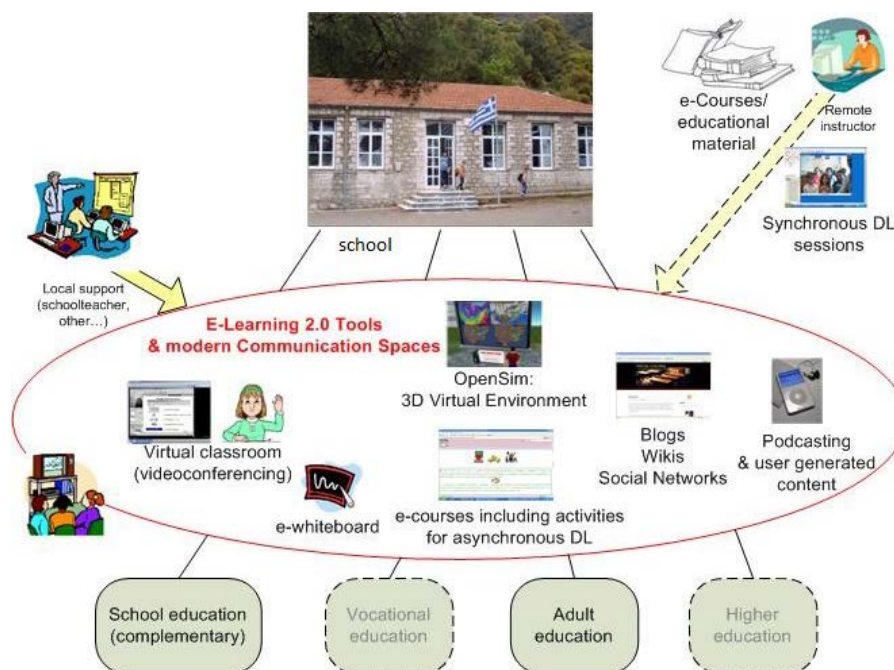 e-Courses/
educational
material
Remote
instructor
Synchronous DL
sessions
school
Local support
(schoolteacher,
other...)
E-Learning 2.0 Tools
& modern Communication Spaces
OpenSim:
3D Virtual Environment
Virtual classroom
(videoconferencing)
e-whiteboard
e-courses including activities
for asynchronous DL
Blogs
Wikis
Social Networks
Podcasting
& user generated
content
School education
(complementary)
Vocational
education
Adult
education
Higher
education